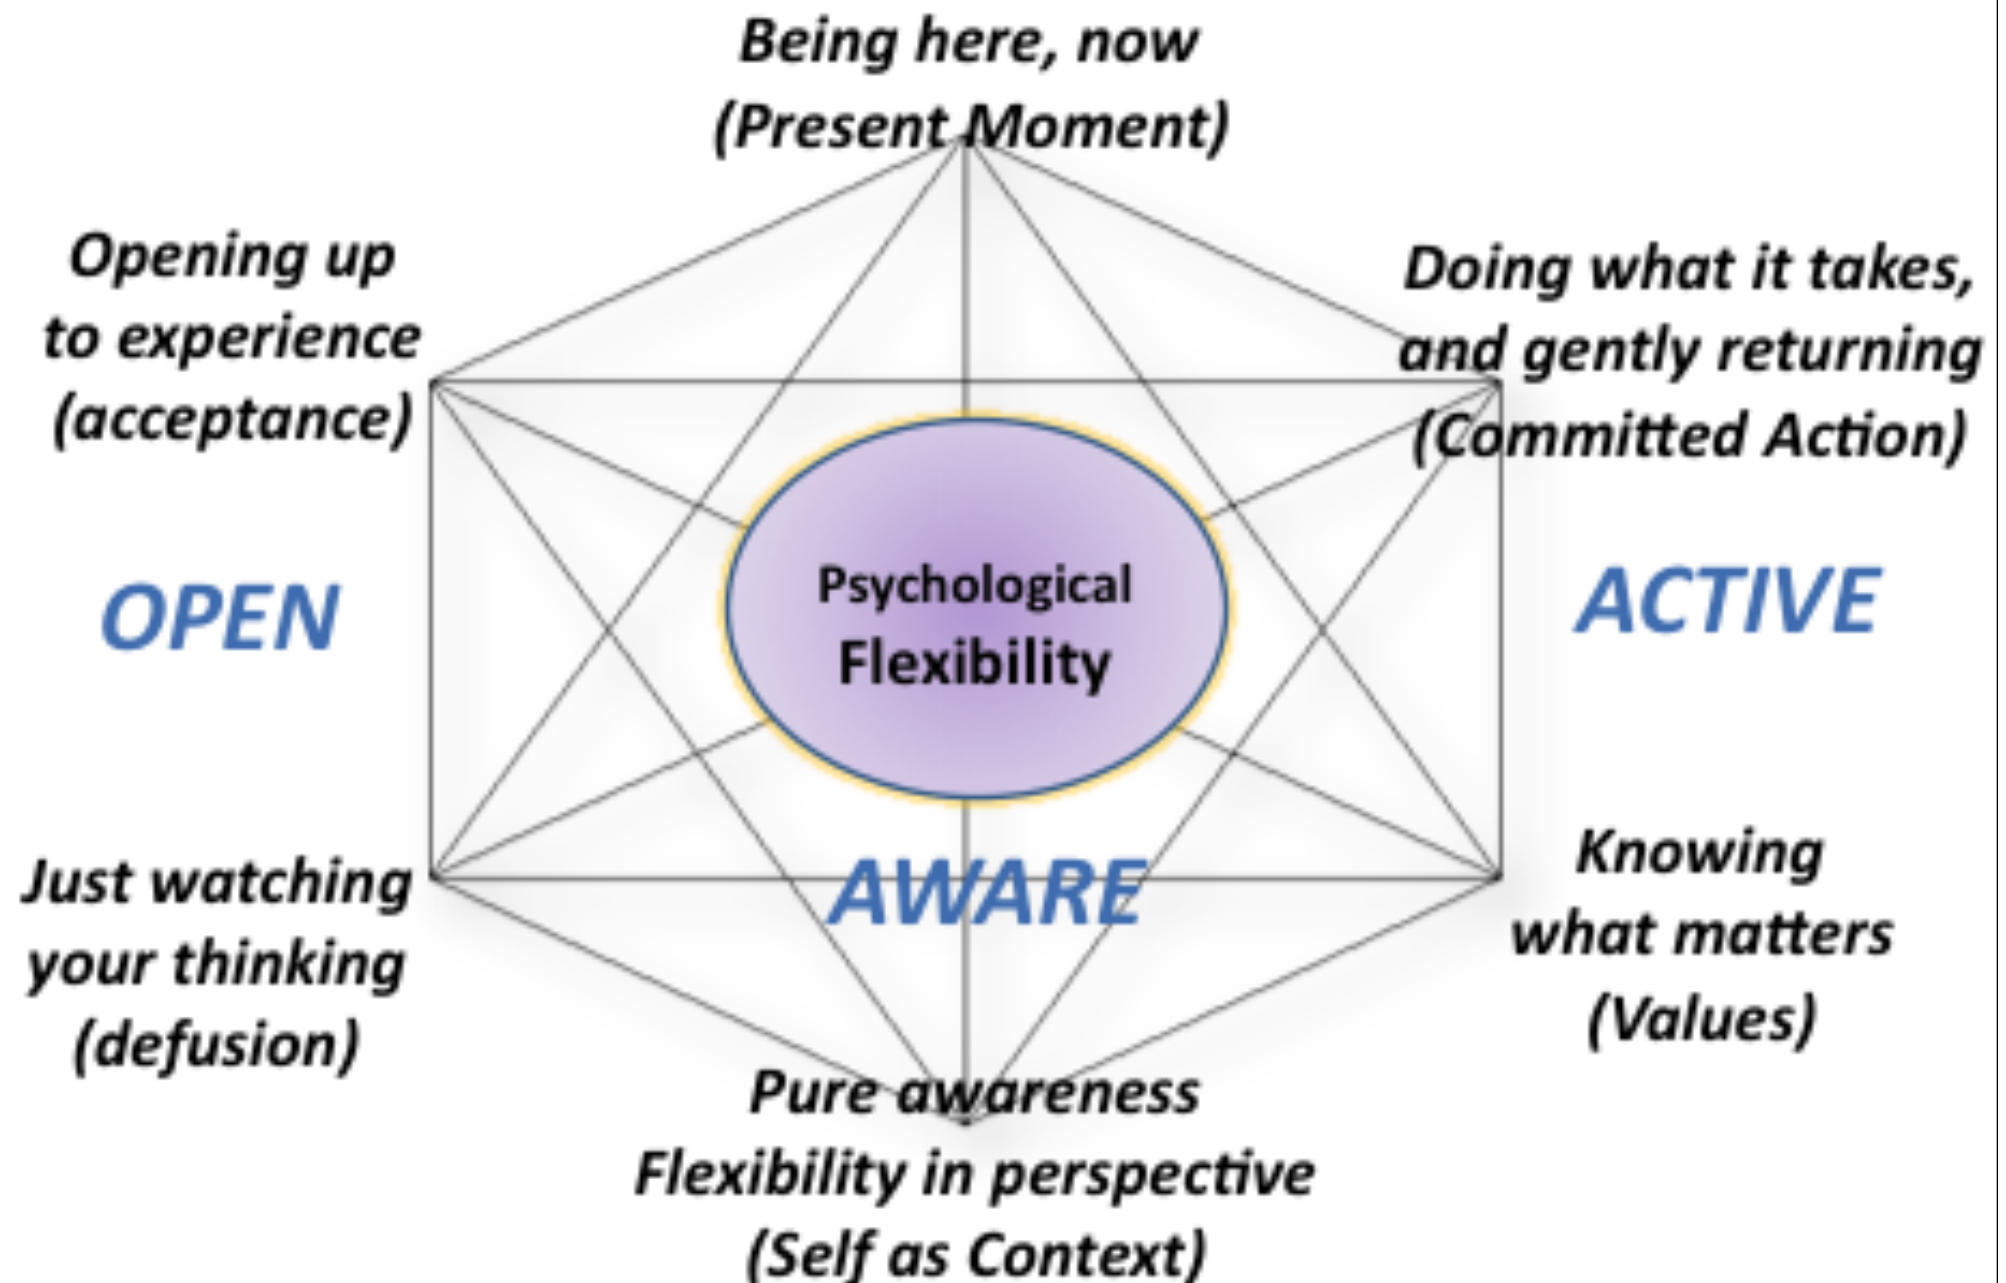 Being here, now
(Present Moment)
Opening up
to experience
(acceptance)
Doing what it takes,
and gently returning
(Committed Action)
OPEN
Psychological
Flexibility
ACTIVE
AWARE
Just watching
your thinking
(defusion)
Knowing
what matters
(Values)
Pure awareness
Flexibility in perspective
(Self as Context)